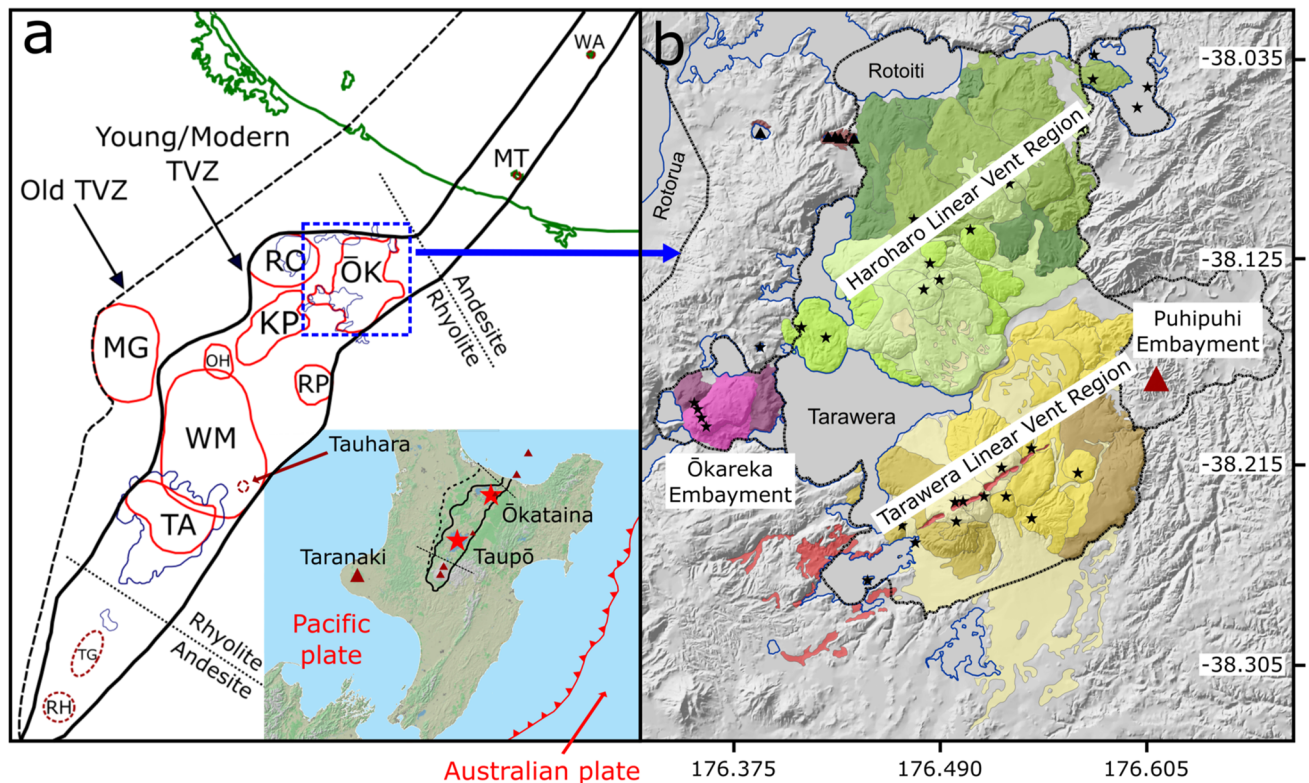 a
WA
MT
Young/Modern
TVZ
Old TVZ
RO
ŌK
KP
MG
OH
RP
WM
Tauhara
TA
Andesite
Rhyolite
Rhyolite
Andesite
TG
RH
Ōkataina
Taupō
Taranaki
Pacific
plate
Australian plate
b
Rotoiti
Rotorua
Haroharo Linear Vent Region
Puhipuhi
Embayment
Tarawera
Tarawera Linear Vent Region
Ōkareka
Embayment
-38.035
-38.125
-38.215
-38.305
176.375
176.490
176.605